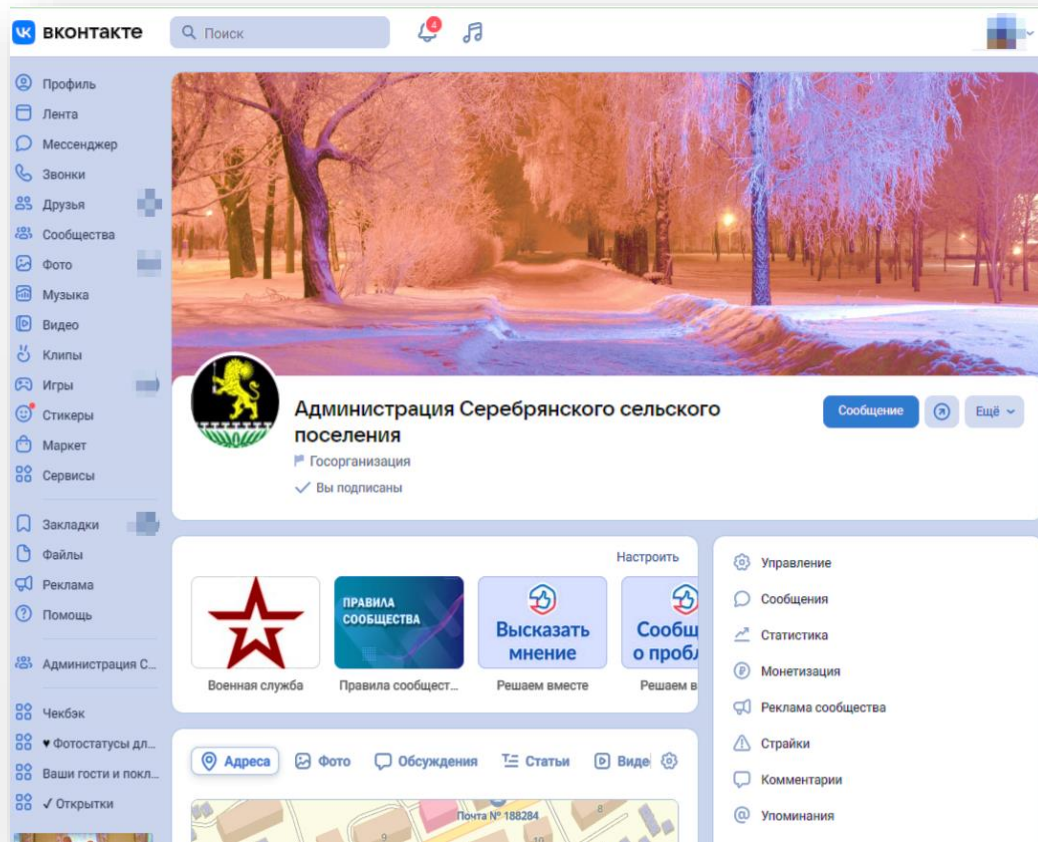 ВКОНТАКТЕ
Поиск
4
Профиль
Лента
Мессенджер
Звонки
Друзья
Сообщества
Фото
Музыка
Видео
Клипы
Игры
Стикеры
Маркет
Сервисы
Закладки
Файлы
Реклама
Помощь
Администрация С...
Чекбэк
♥ Фотостатусы дл...
Ваши гости и покл...
✓ Открытки
Администрация Серебрянского сельского
поселения
Госорганизация
Вы подписаны
Сообщение
Ещё
Настроить
ПРАВИЛА
СООБЩЕСТВА
Высказать
мнение
Сообщ
о пробл
Военная служба
Правила сообщест...
Решаем вместе
Решаем в
Адреса
Фото
Обсуждения
Статьи
Виде
Почта № 188284
8
9
10
Управление
Сообщения
Статистика
Монетизация
Реклама сообщества
Страйки
Комментарии
Упоминания